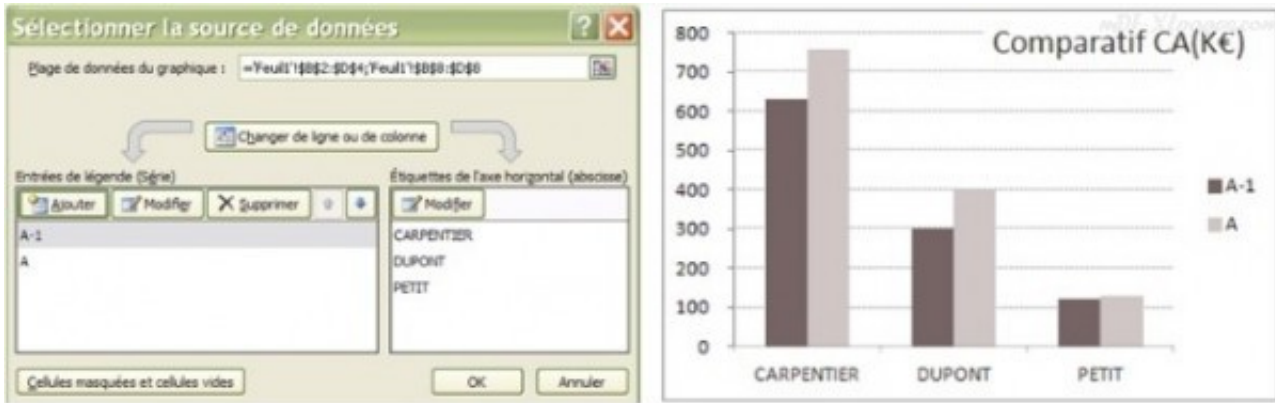 Sélectionner la source de données
Plage de données du graphique : ='Feuil1'!$B$2:$D$4;'Feuil1'!$B$8:$D$8
Changer de ligne ou de colonne
Entrées de légende (Série)
Étiquettes de l'axe horizontal (abscisse)
Ajouter Modifier Supprimer
Modifier
A-1
A
CARPENTIER
DUPONT
PETIT
Cellules masquées et cellules vides
OK Annuler
Comparatif CA(K€)
800
700
600
500
400
300
200
100
0
CARPENTIER DUPONT PETIT
A-1
A